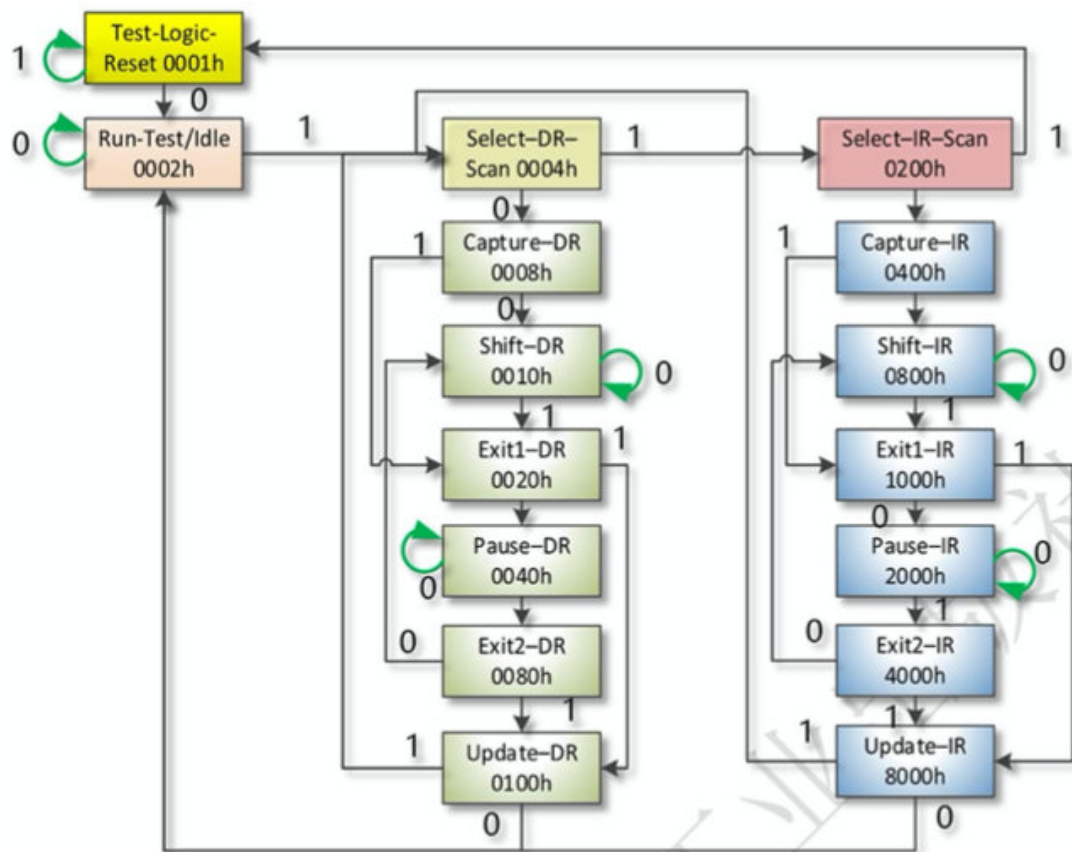 Test-Logic-
Reset 0001h
1
0
Run-Test/Idle
0002h
0
1
Select–DR–
Scan 0004h
1
Select–IR–Scan
0200h
1
0
Capture–DR
0008h
1
Capture–IR
0400h
1
0
Shift–DR
0010h
0
Shift–IR
0800h
0
1
1
Exit1–DR
0020h
1
Exit1–IR
1000h
1
0
Pause–DR
0040h
0
Pause–IR
2000h
0
1
Exit2–DR
0080h
0
Exit2–IR
4000h
0
1
1
Update–DR
0100h
1
Update–IR
8000h
1
0
0
业